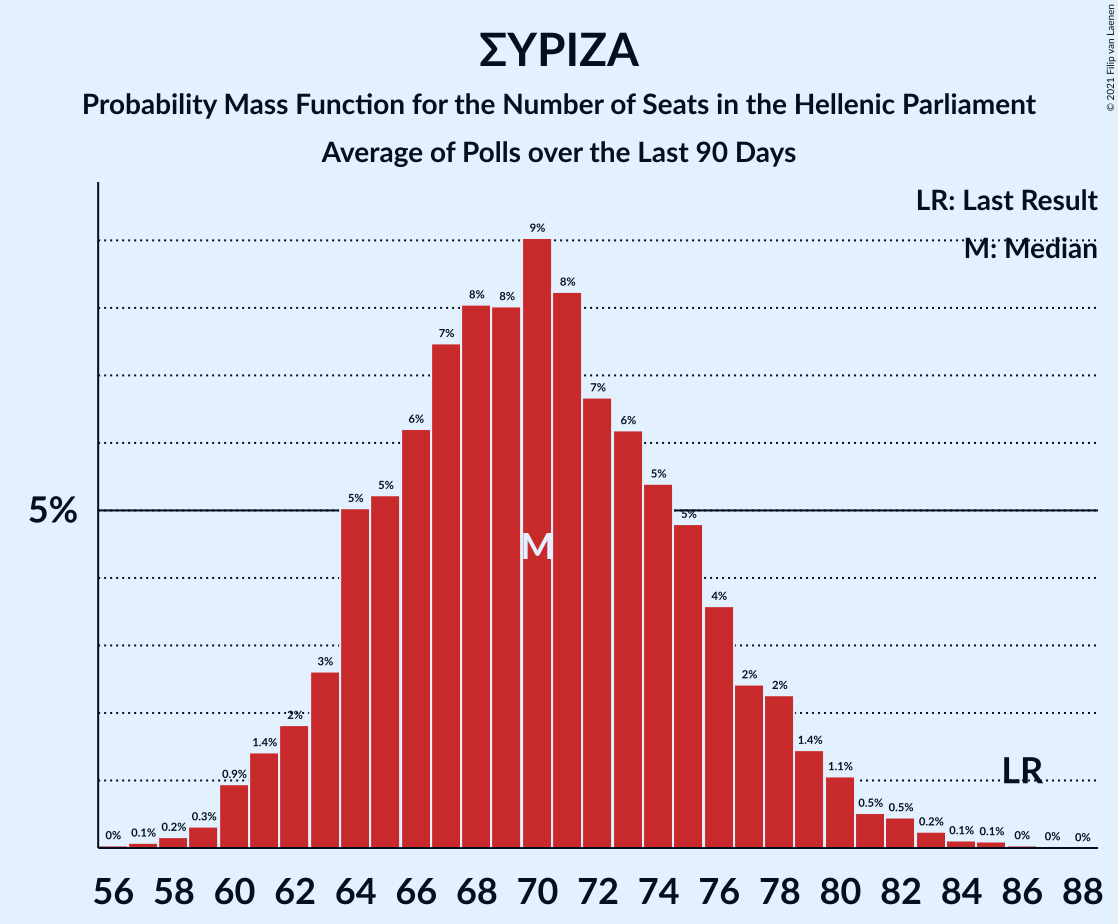 © 2021 Filip van Laenen
ΣΥΡΙΖΑ
Probability Mass Function for the Number of Seats in the Hellenic Parliament
Average of Polls over the Last 90 Days
LR: Last Result
M: Median
5%
0% 0.1% 0.2% 0.3% 0.9% 1.4% 2% 3% 5% 5% 6% 7% 8% 8% 9% 8% 7% 6% 5% 5% 4% 2% 2% 1.4% 1.1% 0.5% 0.5% 0.2% 0.1% 0.1% 0% 0% 0%
M
LR
56 58 60 62 64 66 68 70 72 74 76 78 80 82 84 86 88